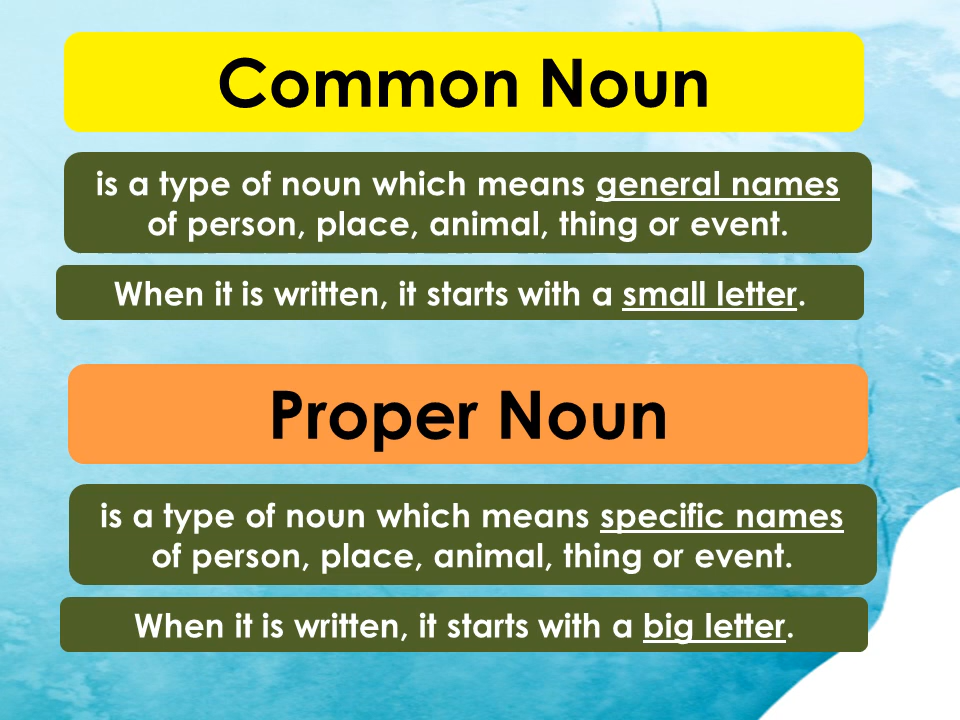 Common Noun
is a type of noun which means general names
of person, place, animal, thing or event.
When it is written, it starts with a small letter.
Proper Noun
is a type of noun which means specific names
of person, place, animal, thing or event.
When it is written, it starts with a big letter.